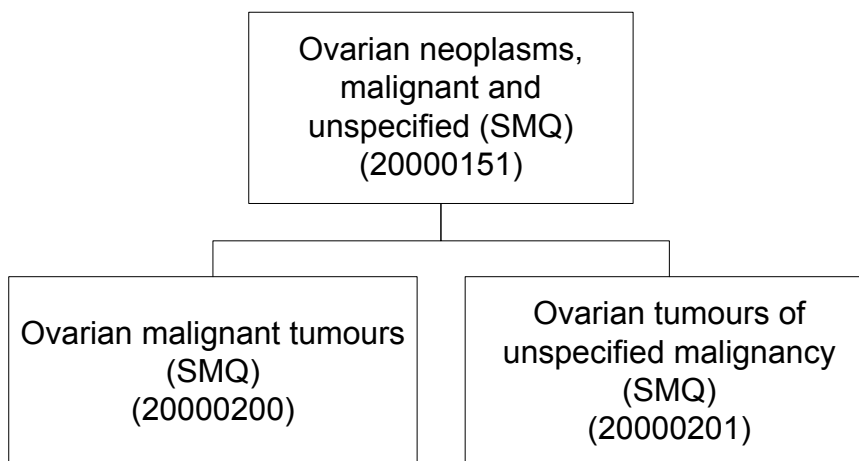 Ovarian neoplasms,
malignant and
unspecified (SMQ)
(20000151)
Ovarian malignant tumours
(SMQ)
(20000200)
Ovarian tumours of
unspecified malignancy
(SMQ)
(20000201)